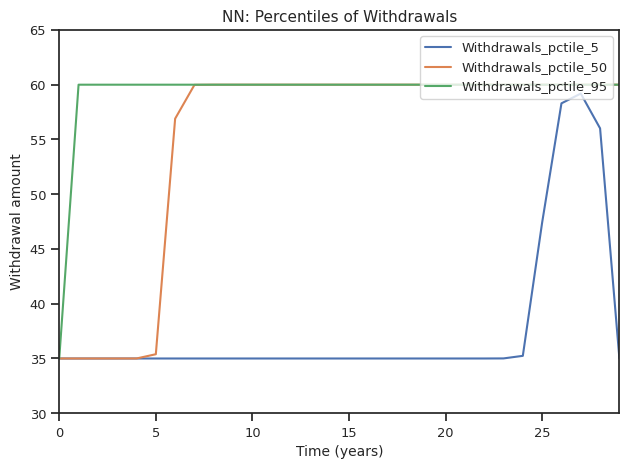 NN: Percentiles of Withdrawals
65
60
55
50
45
40
35
30
Withdrawal amount
Withdrawals_pctile_5
Withdrawals_pctile_50
Withdrawals_pctile_95
0 5 10 15 20 25
Time (years)